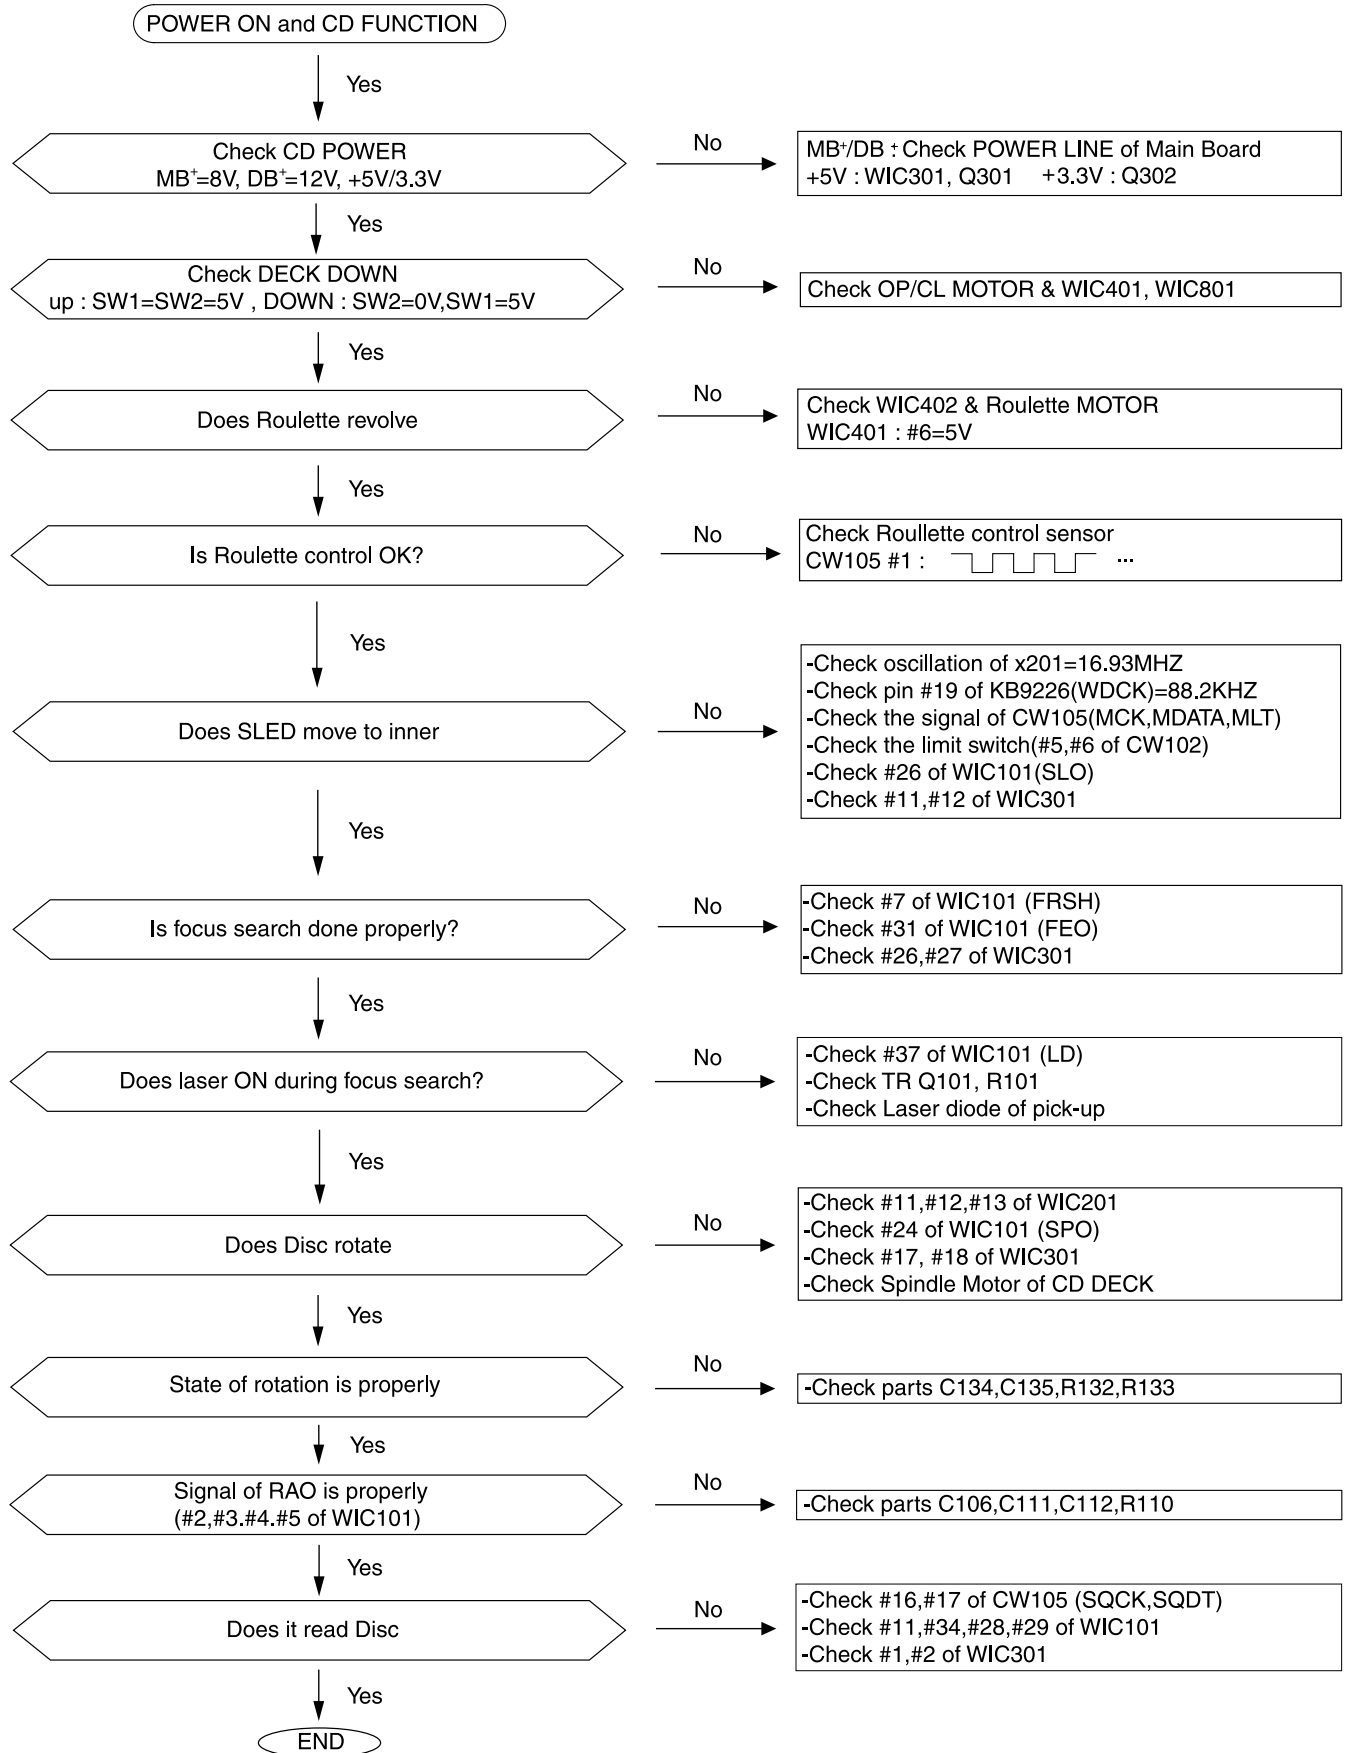 POWER ON and CD FUNCTION
Yes
Check CD POWER
MB+=8V, DB+=12V, +5V/3.3V
No
MB+/DB+: Check POWER LINE of Main Board
+5V : WIC301, Q301 +3.3V : Q302
Yes
Check DECK DOWN
up : SW1=SW2=5V , DOWN : SW2=0V,SW1=5V
No
Check OP/CL MOTOR & WIC401, WIC801
Yes
Does Roulette revolve
No
Check WIC402 & Roulette MOTOR
WIC401 : #6=5V
Yes
Is Roulette control OK?
No
Check Roullette control sensor
CW105 #1 : ...
Yes
Does SLED move to inner
No
-Check oscillation of x201=16.93MHZ
-Check pin #19 of KB9226(WDCK)=88.2KHZ
-Check the signal of CW105(MCK,MDATA,MLT)
-Check the limit switch(#5,#6 of CW102)
-Check #26 of WIC101(SLO)
-Check #11,#12 of WIC301
Yes
Is focus search done properly?
No
-Check #7 of WIC101 (FRSH)
-Check #31 of WIC101 (FEO)
-Check #26,#27 of WIC301
Yes
Does laser ON during focus search?
No
-Check #37 of WIC101 (LD)
-Check TR Q101, R101
-Check Laser diode of pick-up
Yes
Does Disc rotate
No
-Check #11,#12,#13 of WIC201
-Check #24 of WIC101 (SPO)
-Check #17, #18 of WIC301
-Check Spindle Motor of CD DECK
Yes
State of rotation is properly
No
-Check parts C134,C135,R132,R133
Yes
Signal of RAO is properly
(#2,#3.#4.#5 of WIC101)
No
-Check parts C106,C111,C112,R110
Yes
Does it read Disc
No
-Check #16,#17 of CW105 (SQCK,SQDT)
-Check #11,#34,#28,#29 of WIC101
-Check #1,#2 of WIC301
Yes
END